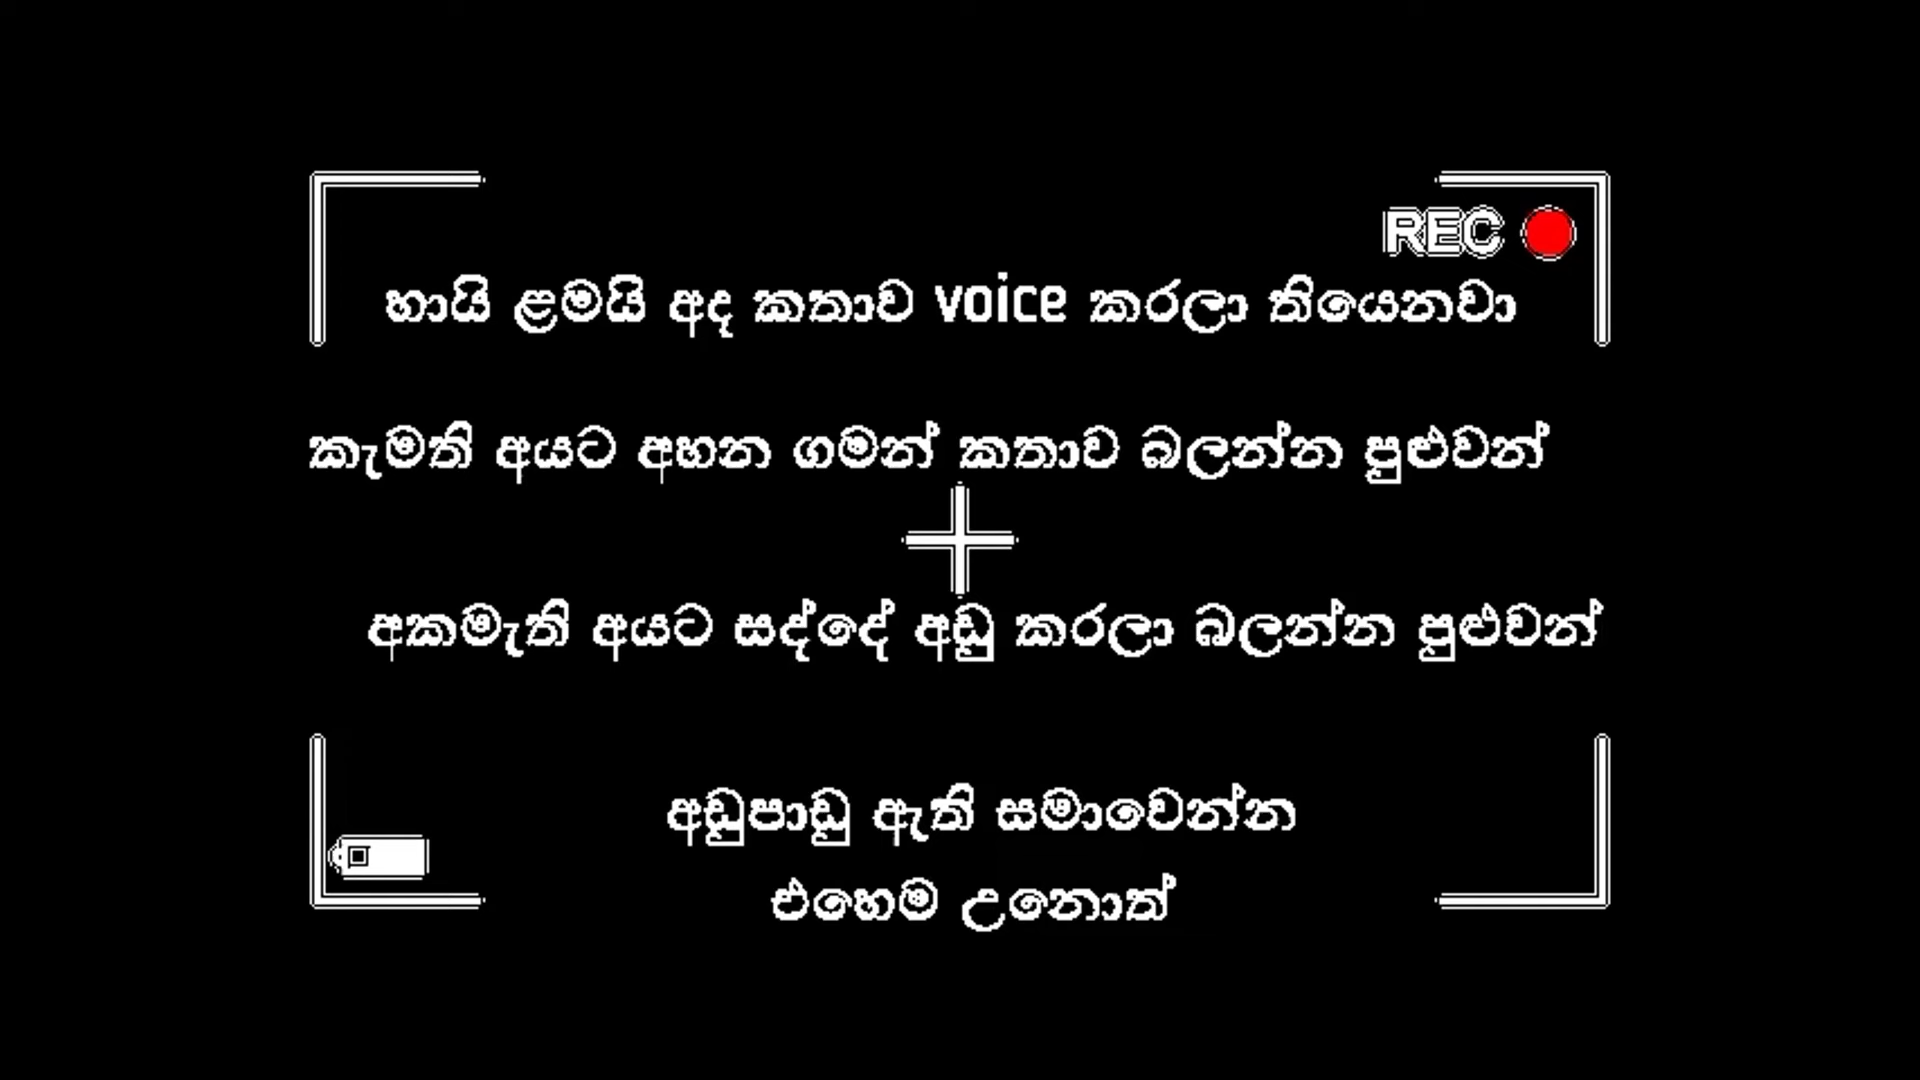 REC
හායි ළමයි අද කතාව voice කරලා තියෙනවා
කැමති අයට අහන ගමන් කතාව බලන්න පුළුවන්
අකමැති අයට සද්දේ අඩු කරලා බලන්න පුළුවන්
අඩුපාඩු ඇති සමාවෙන්න
එහෙම උනොත්